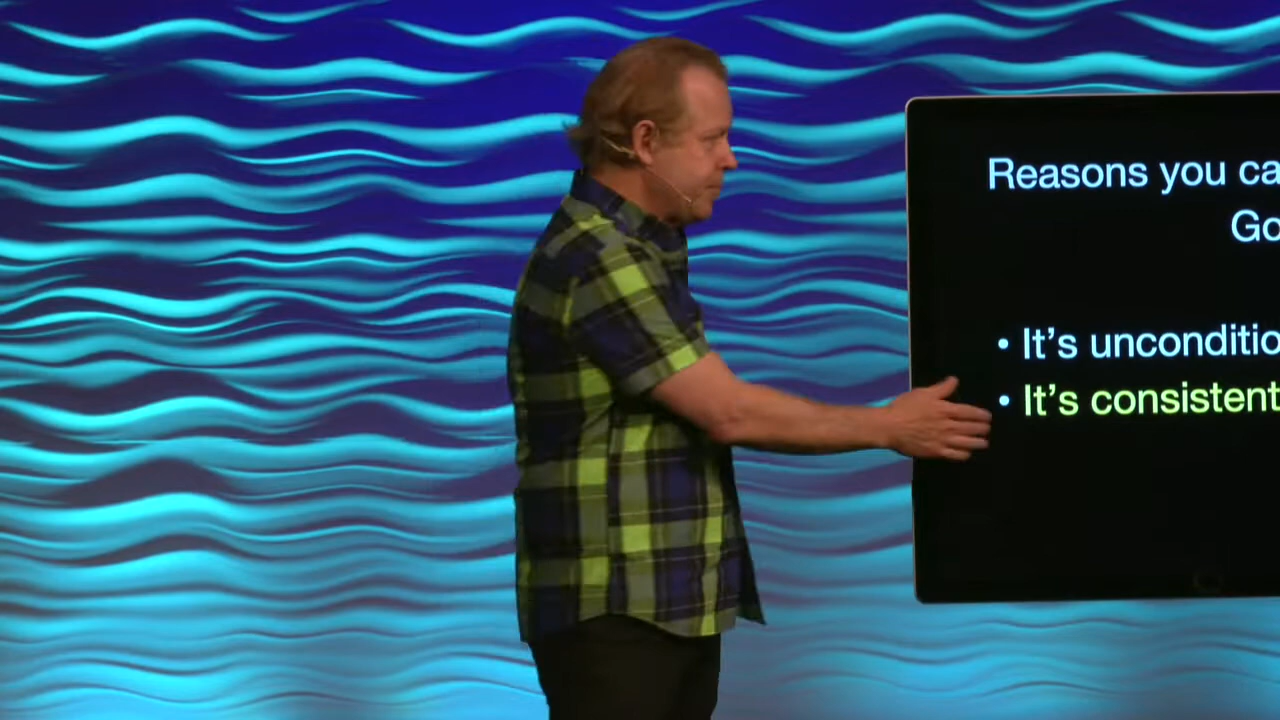 Reasons you ca
Go
• It's unconditio
• It's consistent